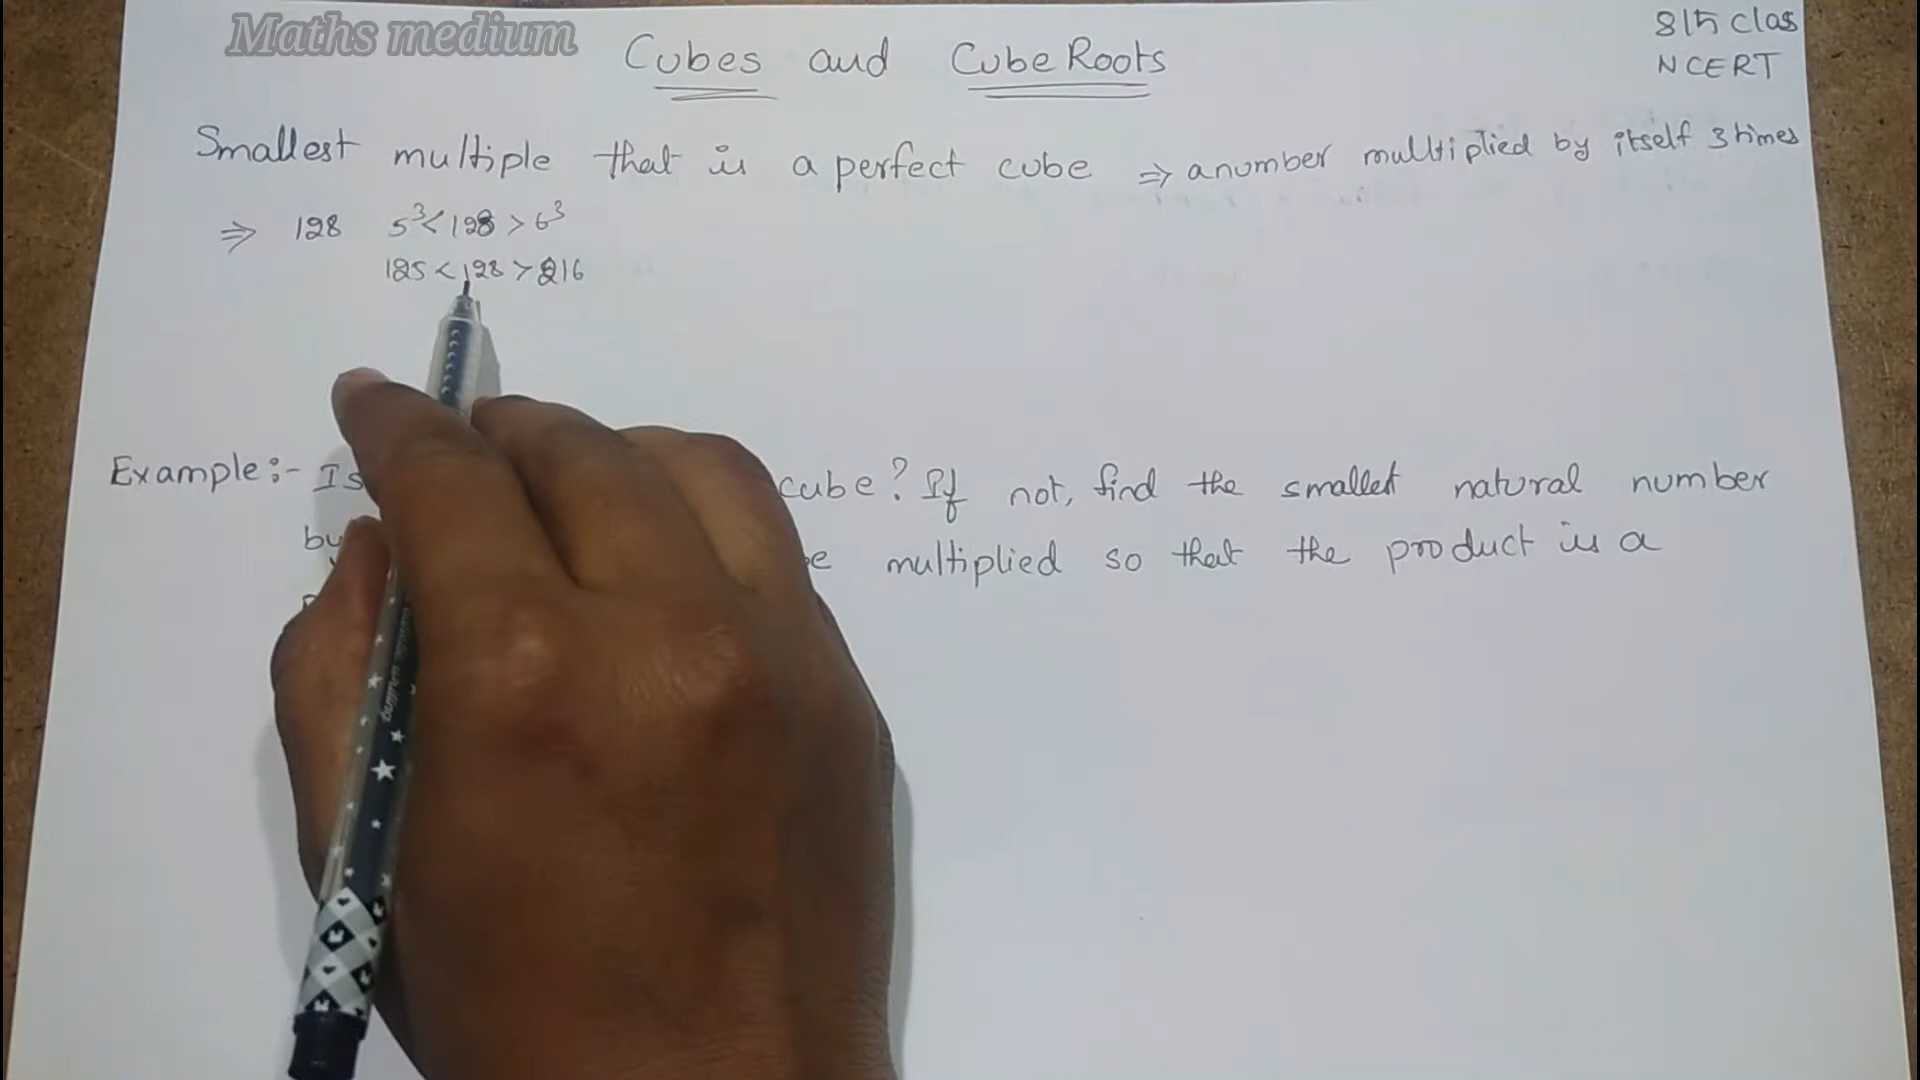 Maths medium
Cubes and Cube Roots
8th Clas
NCERT
Smallest multiple that is a perfect cube ⇒ a number multiplied by itself 3 times
⇒ 128 5³ < 128 > 6³
125 < 128 > 216
Example:- Is cube? If not, find the smallest natural number
by multiplied so that the product is a